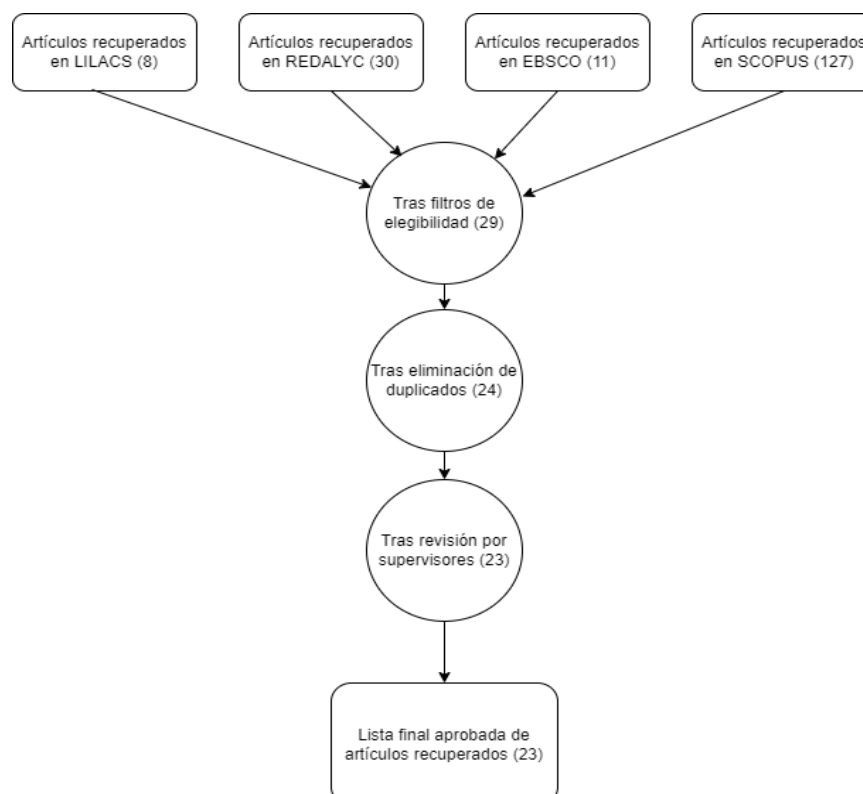 Artículos recuperados
en LILACS (8)
Artículos recuperados
en REDALYC (30)
Artículos recuperados
en EBSCO (11)
Artículos recuperados
en SCOPUS (127)
Tras filtros de
elegibilidad (29)
Tras eliminación de
duplicados (24)
Tras revisión por
supervisores (23)
Lista final aprobada de
artículos recuperados (23)